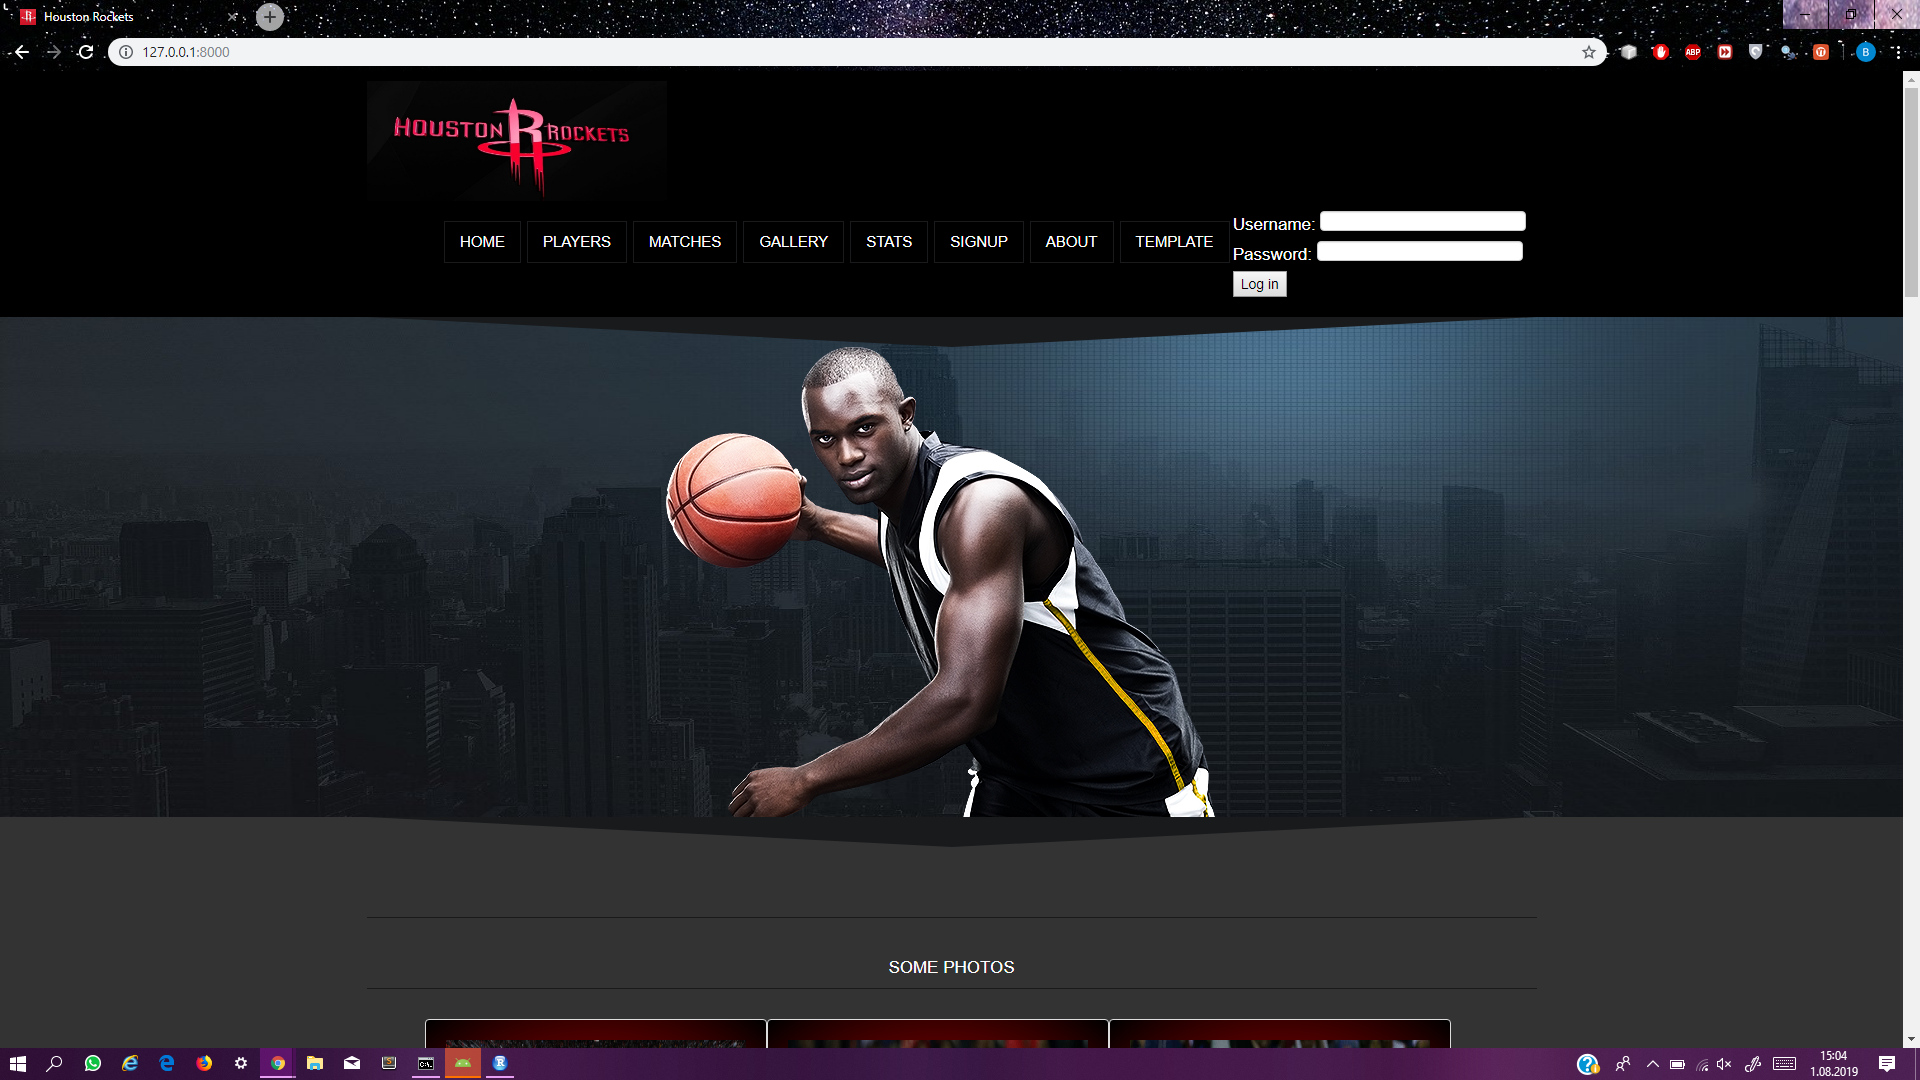 Houston Rockets
127.0.0.1:8000
ABP
B
HOUSTON R ROCKETS
HOME
PLAYERS
MATCHES
GALLERY
STATS
SIGNUP
ABOUT
TEMPLATE
Username:
Password:
Log in
SOME PHOTOS
15:04
1.08.2019